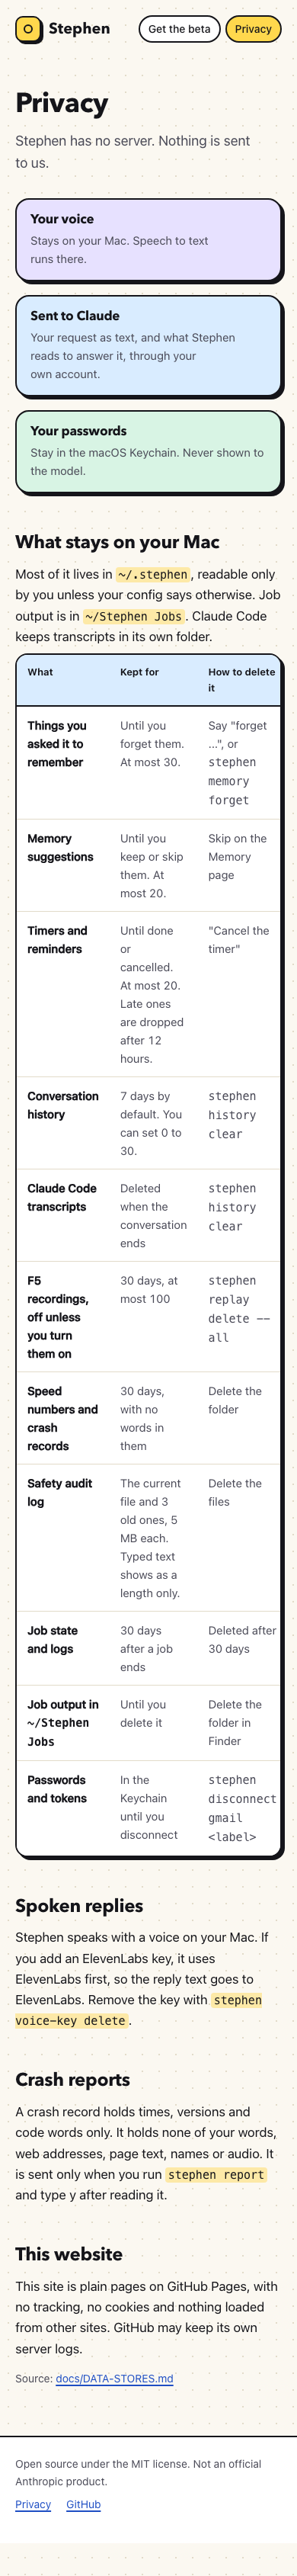 Stephen
Get the beta
Privacy
Privacy
Stephen has no server. Nothing is sent
to us.
Your voice
Stays on your Mac. Speech to text
runs there.
Sent to Claude
Your request as text, and what Stephen
reads to answer it, through your
own account.
Your passwords
Stay in the macOS Keychain. Never shown to
the model.
What stays on your Mac
Most of it lives in ~/.stephen, readable only
by you unless your config says otherwise. Job
output is in ~/Stephen Jobs. Claude Code
keeps transcripts in its own folder.
What
Kept for
How to delete
it
Things you
asked it to
remember
Until you
forget them.
At most 30.
Say "forget
...", or
stephen
memory
forget
Memory
suggestions
Until you
keep or skip
them. At
most 20.
Skip on the
Memory
page
Timers and
reminders
Until done
or
cancelled.
At most 20.
Late ones
are dropped
after 12
hours.
"Cancel the
timer"
Conversation
history
7 days by
default. You
can set 0 to
30.
stephen
history
clear
Claude Code
transcripts
Deleted
when the
conversation
ends
stephen
history
clear
F5
recordings,
off unless
you turn
them on
30 days, at
most 100
stephen
replay
delete --
all
Speed
numbers and
crash
records
30 days,
with no
words in
them
Delete the
folder
Safety audit
log
The current
file and 3
old ones, 5
MB each.
Typed text
shows as a
length only.
Delete the
files
Job state
and logs
30 days
after a job
ends
Deleted after
30 days
Job output in
~/Stephen
Jobs
Until you
delete it
Delete the
folder in
Finder
Passwords
and tokens
In the
Keychain
until you
disconnect
stephen
disconnect
gmail
<label>
Spoken replies
Stephen speaks with a voice on your Mac. If
you add an ElevenLabs key, it uses
ElevenLabs first, so the reply text goes to
ElevenLabs. Remove the key with stephen
voice-key delete.
Crash reports
A crash record holds times, versions and
code words only. It holds none of your words,
web addresses, page text, names or audio. It
is sent only when you run stephen report
and type y after reading it.
This website
This site is plain pages on GitHub Pages, with
no tracking, no cookies and nothing loaded
from other sites. GitHub may keep its own
server logs.
Source: docs/DATA-STORES.md
Open source under the MIT license. Not an official
Anthropic product.
Privacy
GitHub